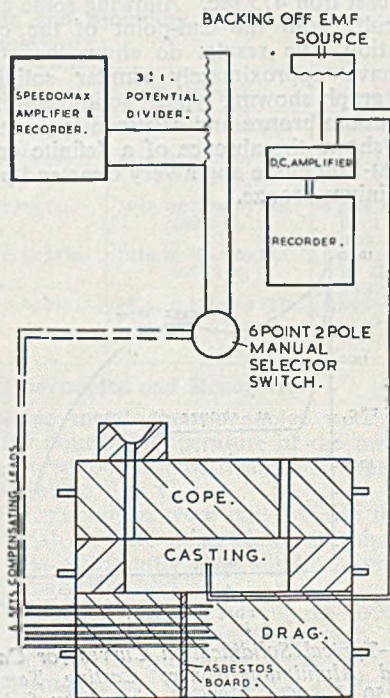 BACKING OFF E.M.F
SOURCE
SPEEDOMAX
AMPLIFIER &
RECORDER.
3 : 1.
POTENTIAL
DIVIDER.
D.C. AMPLIFIER
RECORDER.
6 POINT 2 POLE
MANUAL
SELECTOR
SWITCH.
6 SETS COMPENSATING LEADS
COPE.
CASTING.
DRAG.
ASBESTOS
BOARD.